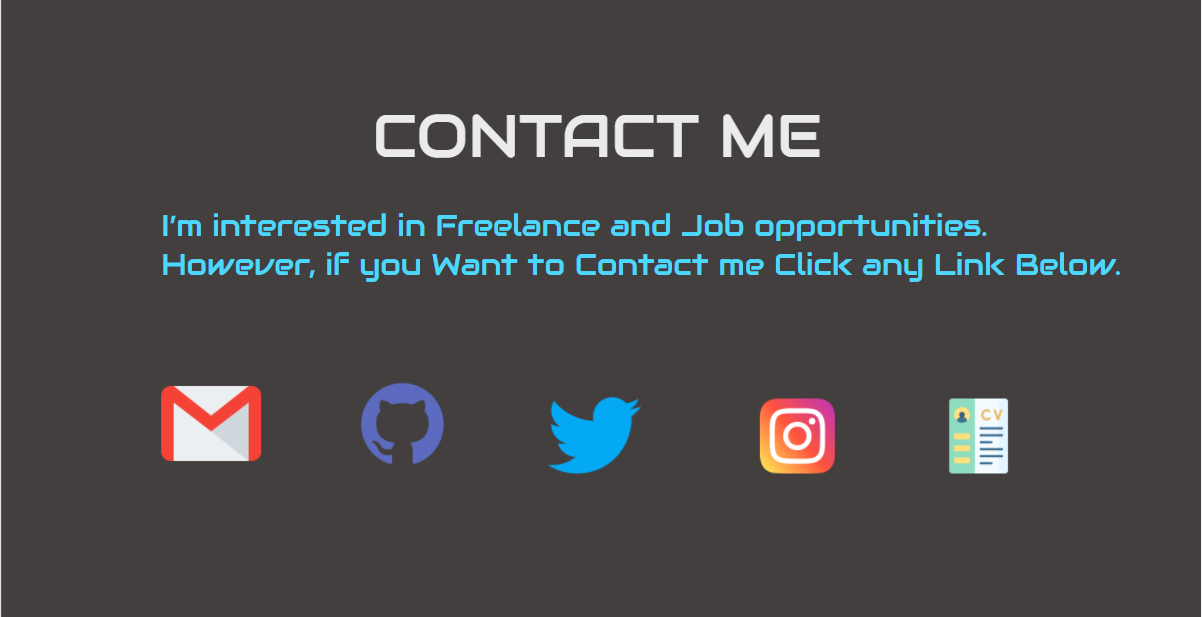 CONTACT ME
I'm interested in Freelance and Job opportunities.
However, if you Want to Contact me Click any Link Below.
CV